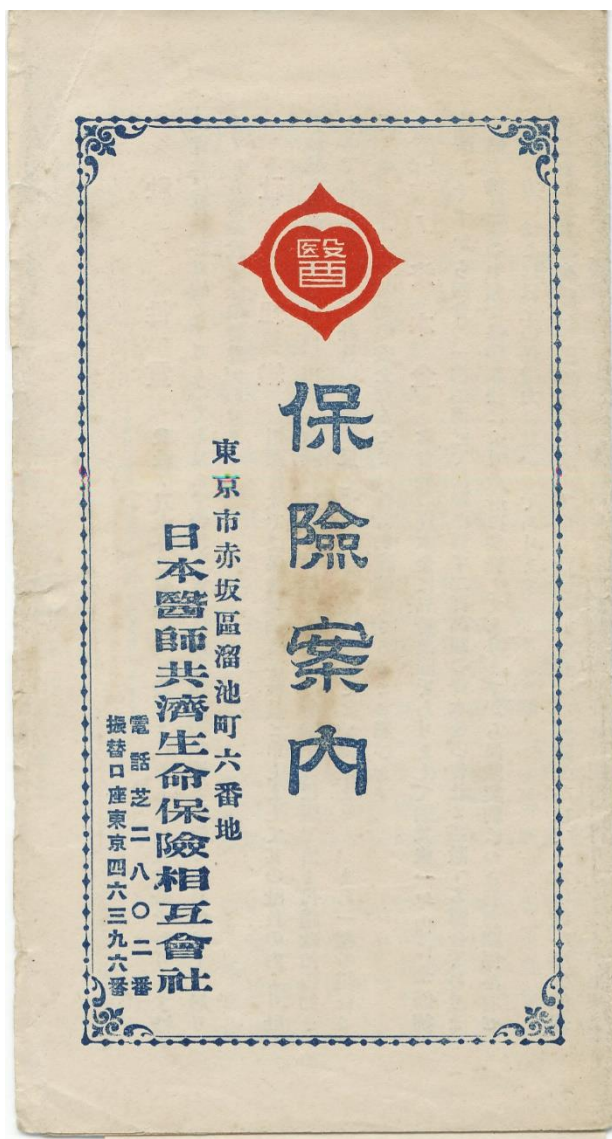 醫
保險案內
東京市赤坂區溜池町六番地
日本醫師共濟生命保險相互會社
電話芝二八〇二番
振替口座東京四六三九六番